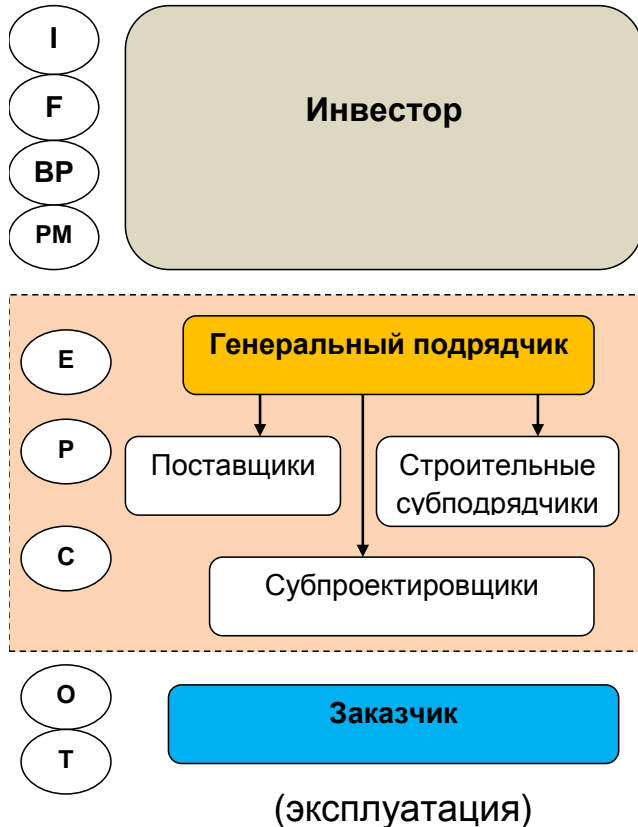 I
F
BP
PM
Инвестор
E
P
C
Генеральный подрядчик
Поставщики
Строительные
субподрядчики
Субпроектировщики
O
T
Заказчик
(эксплуатация)